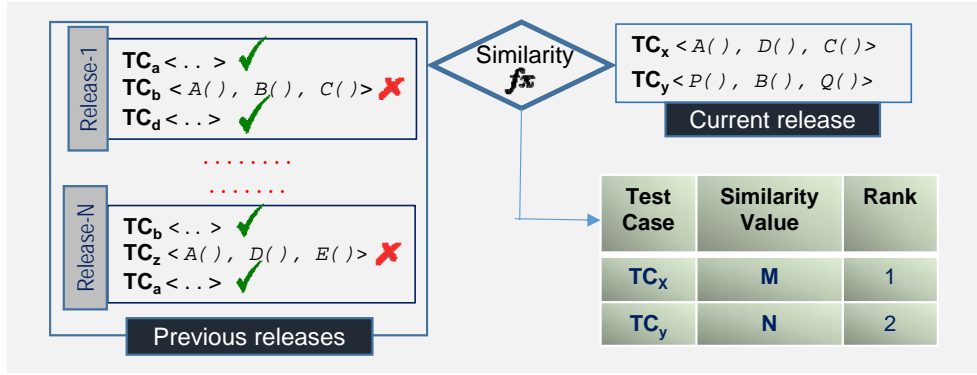 Release-1
TCa <..>
TCb < A(), B(), C()>
TCd <..>
........
.......
Release-N
TCb <..>
TCz < A(), D(), E()>
TCa <..>
Previous releases
Similarity
fx
TCx < A(), D(), C()>
TCy < P(), B(), Q()>
Current release
Test Case Similarity Value Rank
TCX M 1
TCy N 2